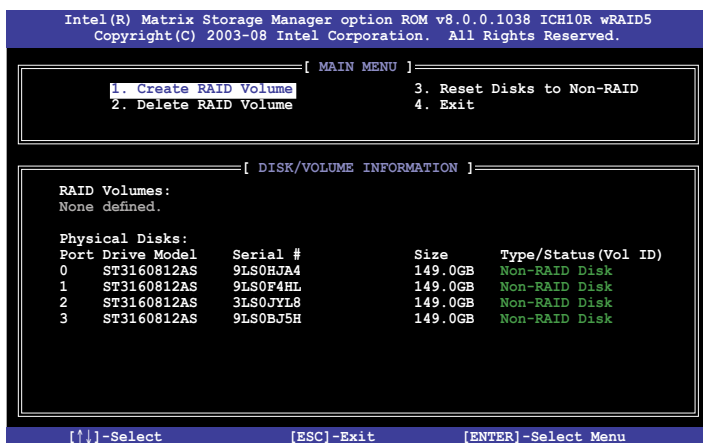 Intel(R) Matrix Storage Manager option ROM v8.0.0.1038 ICH10R wRAID5
Copyright(C) 2003-08 Intel Corporation. All Rights Reserved.
[ MAIN MENU ]
1. Create RAID Volume 3. Reset Disks to Non-RAID
2. Delete RAID Volume 4. Exit
[ DISK/VOLUME INFORMATION ]
RAID Volumes:
None defined.
Physical Disks:
Port Drive Model Serial # Size Type/Status(Vol ID)
0 ST3160812AS 9LS0HJA4 149.0GB Non-RAID Disk
1 ST3160812AS 9LS0F4HL 149.0GB Non-RAID Disk
2 ST3160812AS 3LS0JYL8 149.0GB Non-RAID Disk
3 ST3160812AS 9LS0BJ5H 149.0GB Non-RAID Disk
[↑↓]-Select [ESC]-Exit [ENTER]-Select Menu